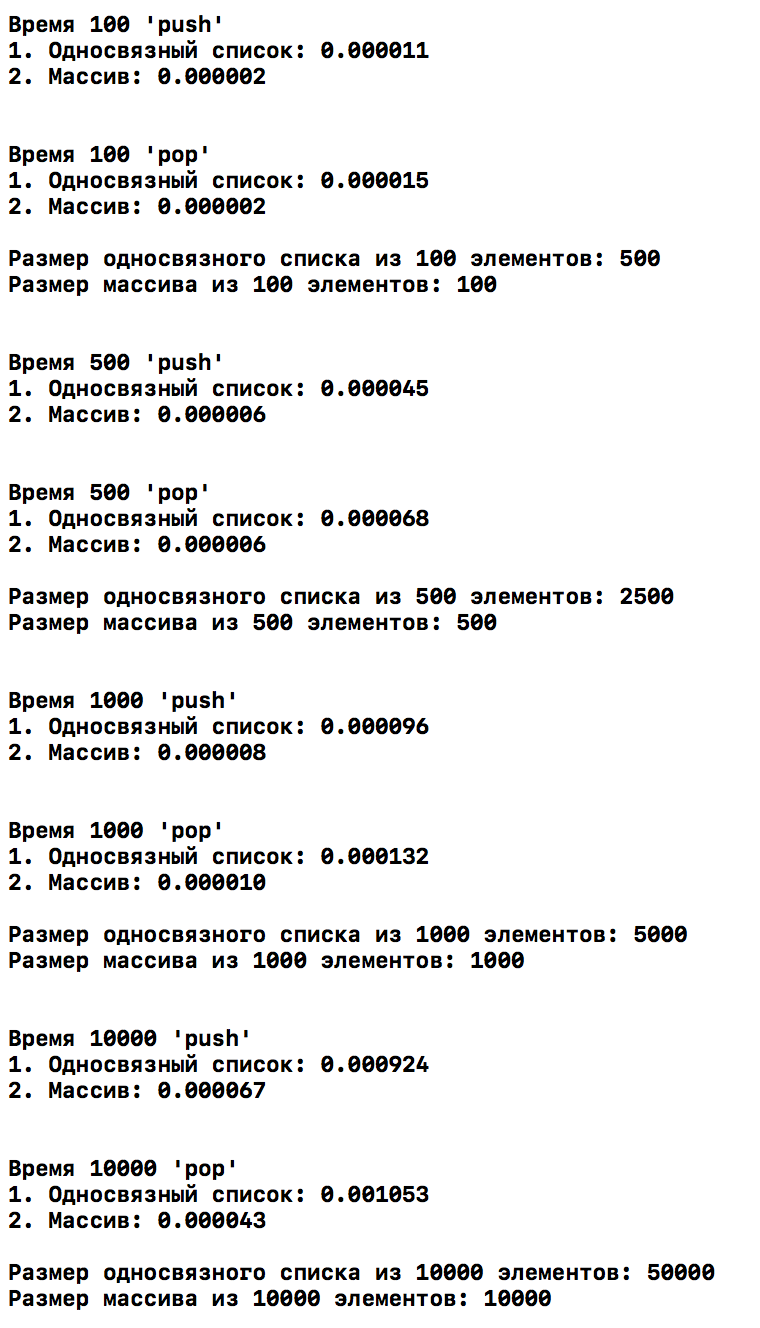 Время 100 'push'
1. Односвязный список: 0.000011
2. Массив: 0.000002
Время 100 'pop'
1. Односвязный список: 0.000015
2. Массив: 0.000002
Размер односвязного списка из 100 элементов: 500
Размер массива из 100 элементов: 100
Время 500 'push'
1. Односвязный список: 0.000045
2. Массив: 0.000006
Время 500 'pop'
1. Односвязный список: 0.000068
2. Массив: 0.000006
Размер односвязного списка из 500 элементов: 2500
Размер массива из 500 элементов: 500
Время 1000 'push'
1. Односвязный список: 0.000096
2. Массив: 0.000008
Время 1000 'pop'
1. Односвязный список: 0.000132
2. Массив: 0.000010
Размер односвязного списка из 1000 элементов: 5000
Размер массива из 1000 элементов: 1000
Время 10000 'push'
1. Односвязный список: 0.000924
2. Массив: 0.000067
Время 10000 'pop'
1. Односвязный список: 0.001053
2. Массив: 0.000043
Размер односвязного списка из 10000 элементов: 50000
Размер массива из 10000 элементов: 10000